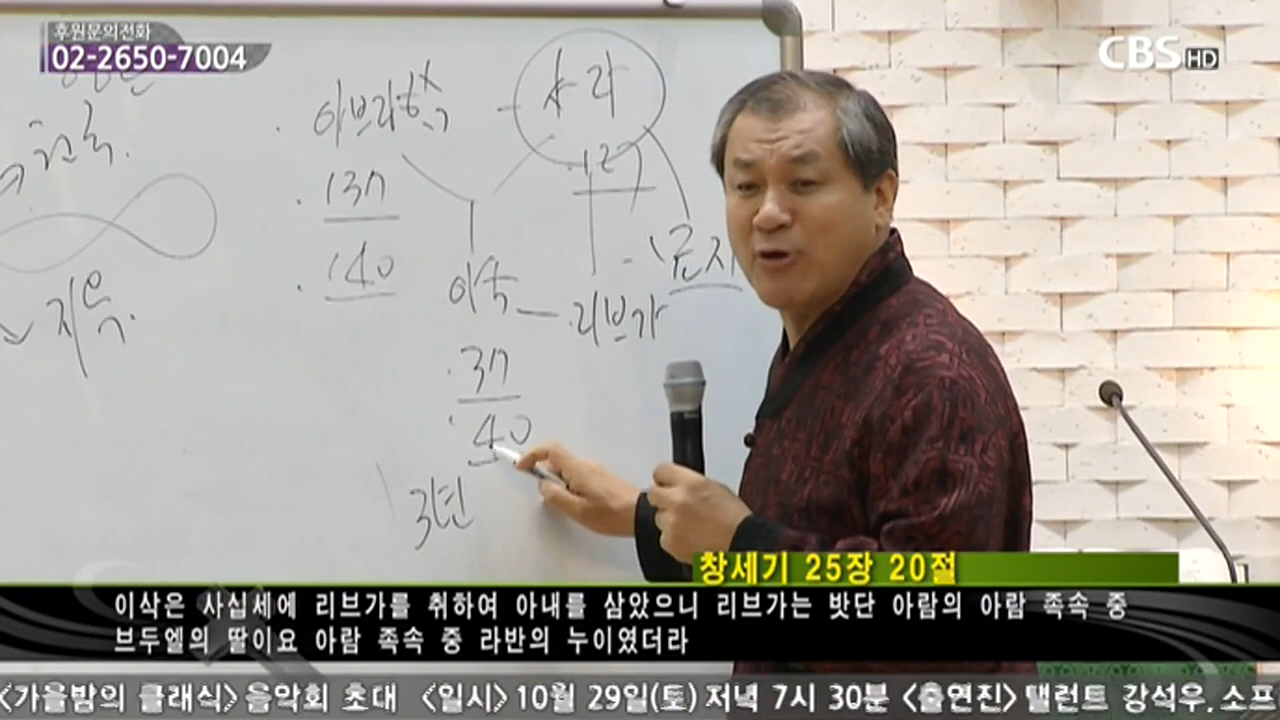 후원문의전화
02-2650-7004
CBS HD
천국
지옥
아브라함
사라
137
127
140
이삭
리브가
37
40
3년
창세기 25장 20절
이삭은 사십세에 리브가를 취하여 아내를 삼았으니 리브가는 밧단 아람의 아람 족속 중
브두엘의 딸이요 아람 족속 중 라반의 누이였더라
<가을밤의 클래식> 음악회 초대 <일시> 10월 29일(토) 저녁 7시 30분 <출연진> 탤런트 강석우, 소프